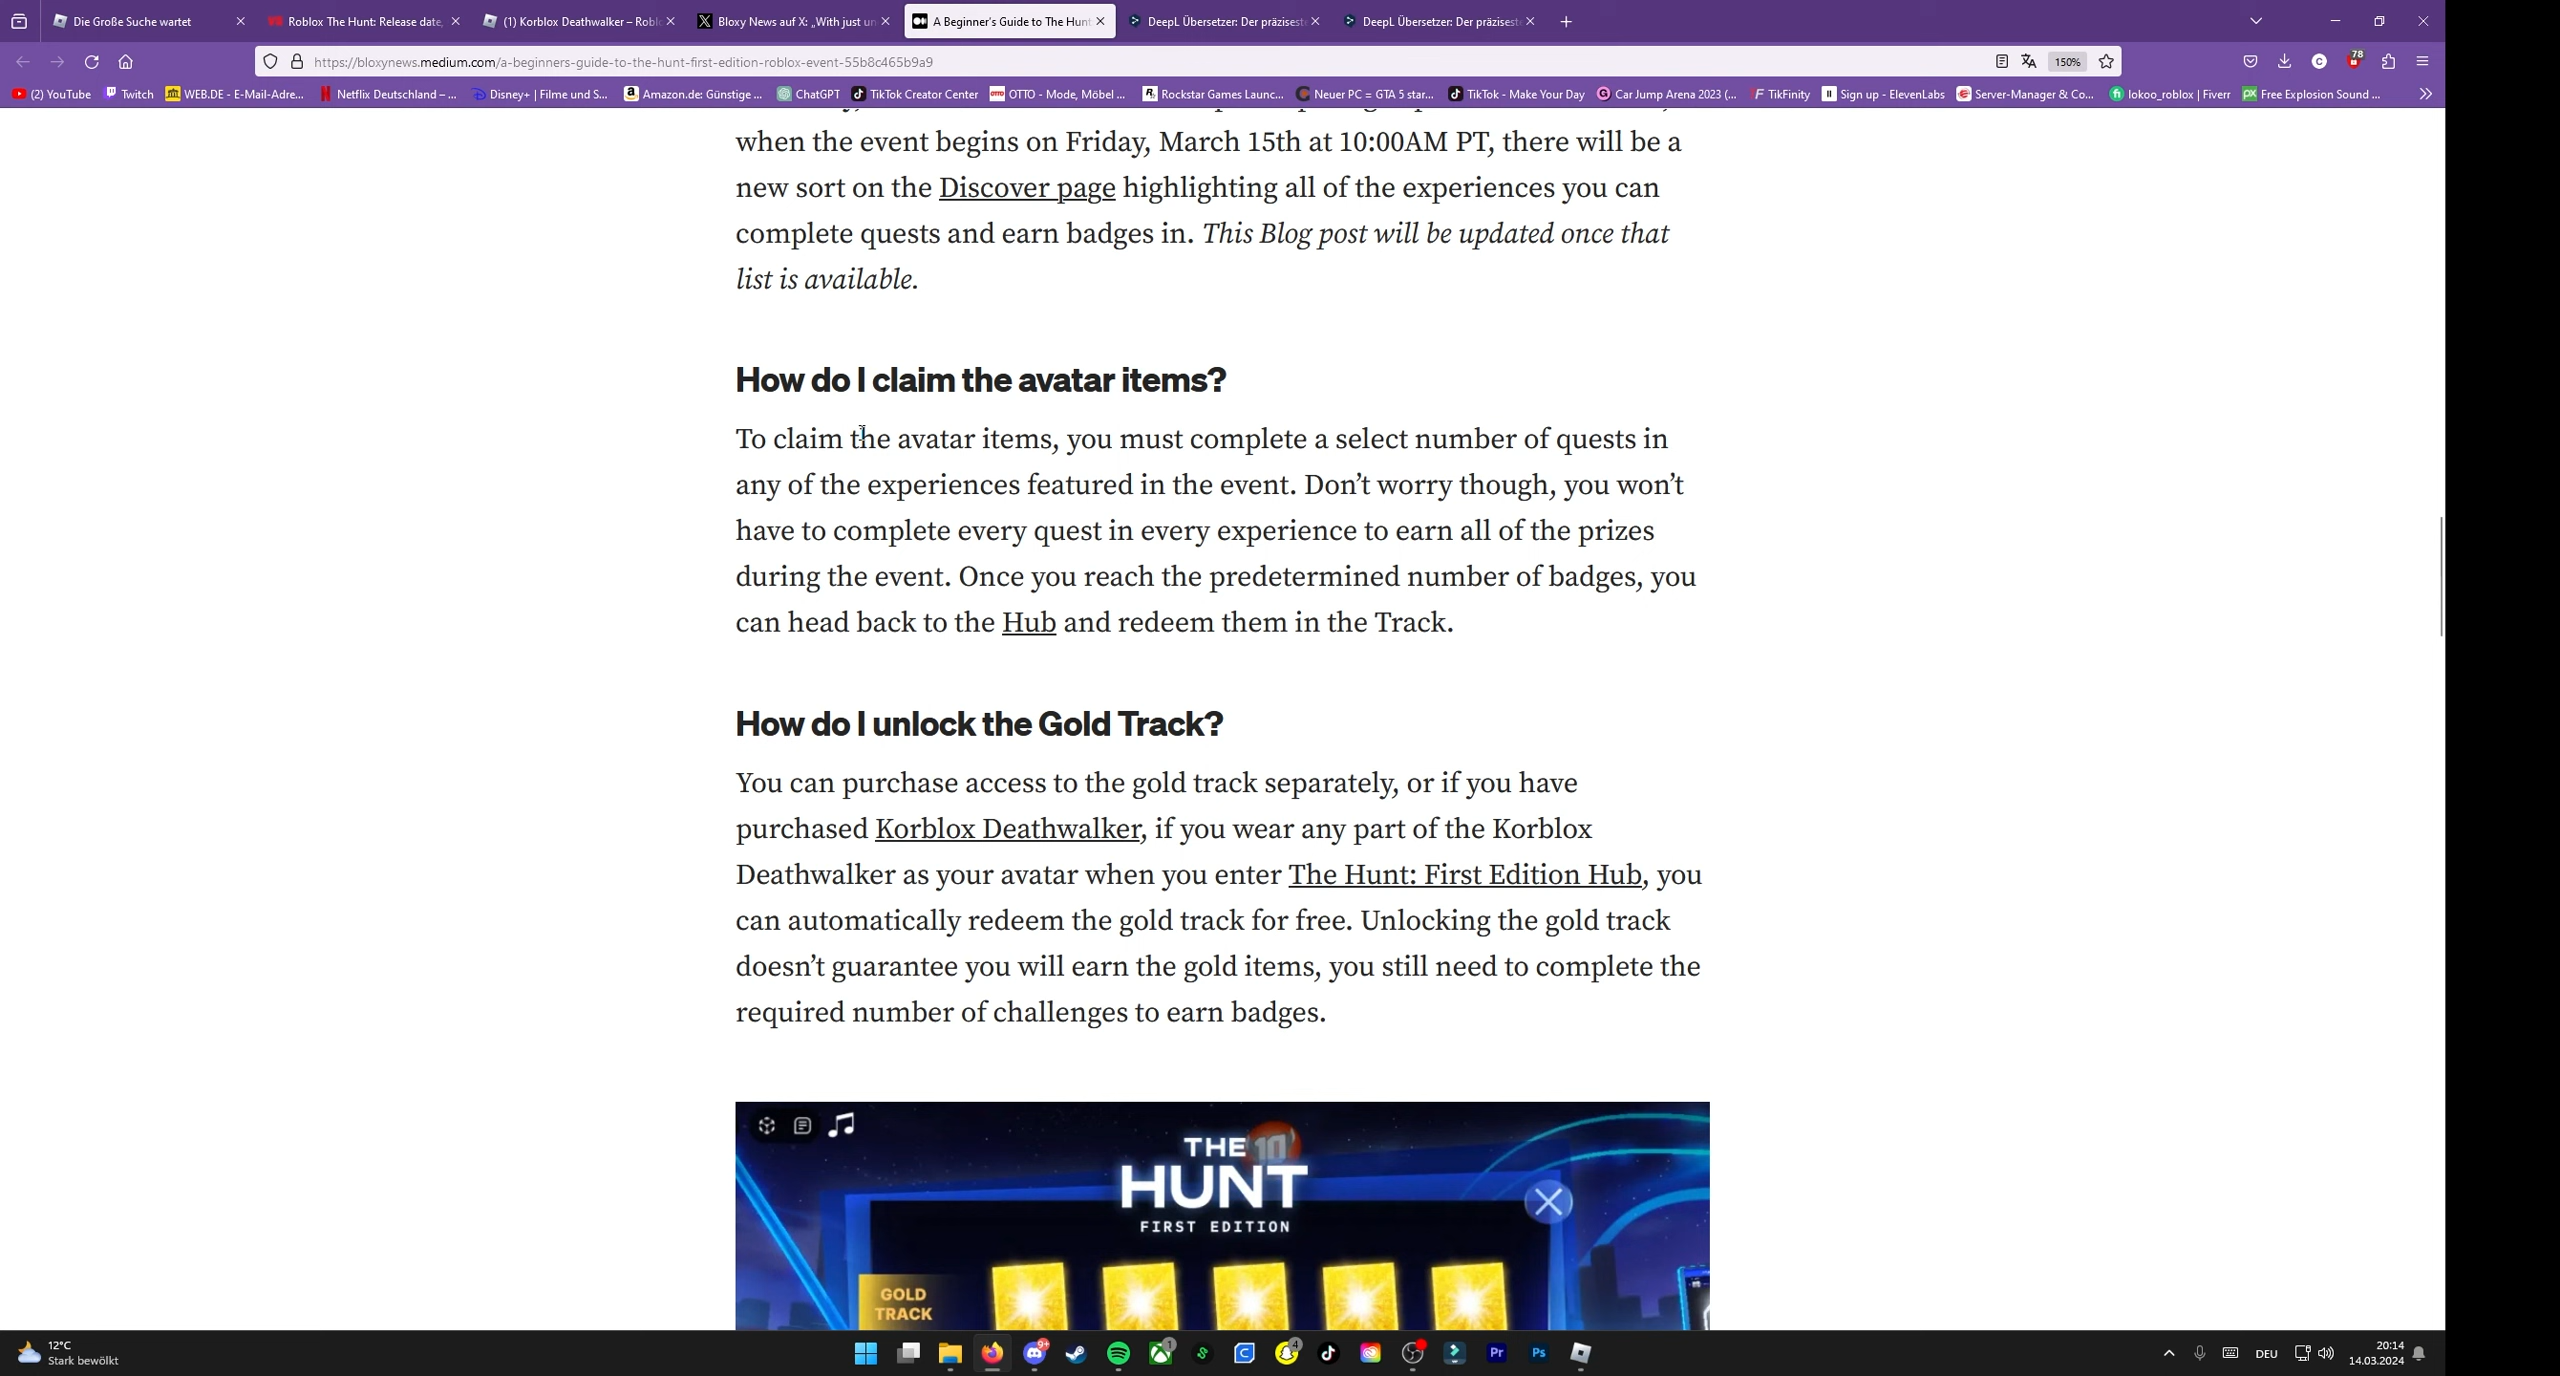 Die Große Suche wartet
Roblox The Hunt: Release date,
(1) Korblox Deathwalker – Robl
Bloxy News auf X: „With just un
A Beginner's Guide to The Hunt
DeepL Übersetzer: Der präzisest
DeepL Übersetzer: Der präzisest
https://bloxynews.medium.com/a-beginners-guide-to-the-hunt-first-edition-roblox-event-55b8c465b9a9
150%
78
(2) YouTube
Twitch
WEB.DE - E-Mail-Adre...
Netflix Deutschland – ...
Disney+ | Filme und S...
Amazon.de: Günstige ...
ChatGPT
TikTok Creator Center
OTTO - Mode, Möbel ...
Rockstar Games Launc...
Neuer PC = GTA 5 star...
TikTok - Make Your Day
Car Jump Arena 2023 (...
TikFinity
Sign up - ElevenLabs
Server-Manager & Co...
lokoo_roblox | Fiverr
Free Explosion Sound ...
when the event begins on Friday, March 15th at 10:00AM PT, there will be a
new sort on the Discover page highlighting all of the experiences you can
complete quests and earn badges in. This Blog post will be updated once that
list is available.
How do I claim the avatar items?
To claim the avatar items, you must complete a select number of quests in
any of the experiences featured in the event. Don’t worry though, you won’t
have to complete every quest in every experience to earn all of the prizes
during the event. Once you reach the predetermined number of badges, you
can head back to the Hub and redeem them in the Track.
How do I unlock the Gold Track?
You can purchase access to the gold track separately, or if you have
purchased Korblox Deathwalker, if you wear any part of the Korblox
Deathwalker as your avatar when you enter The Hunt: First Edition Hub, you
can automatically redeem the gold track for free. Unlocking the gold track
doesn’t guarantee you will earn the gold items, you still need to complete the
required number of challenges to earn badges.
THE 10
HUNT
FIRST EDITION
GOLD
TRACK
12°C
Stark bewölkt
9+
1
4
Pr
Ps
DEU
20:14
14.03.2024